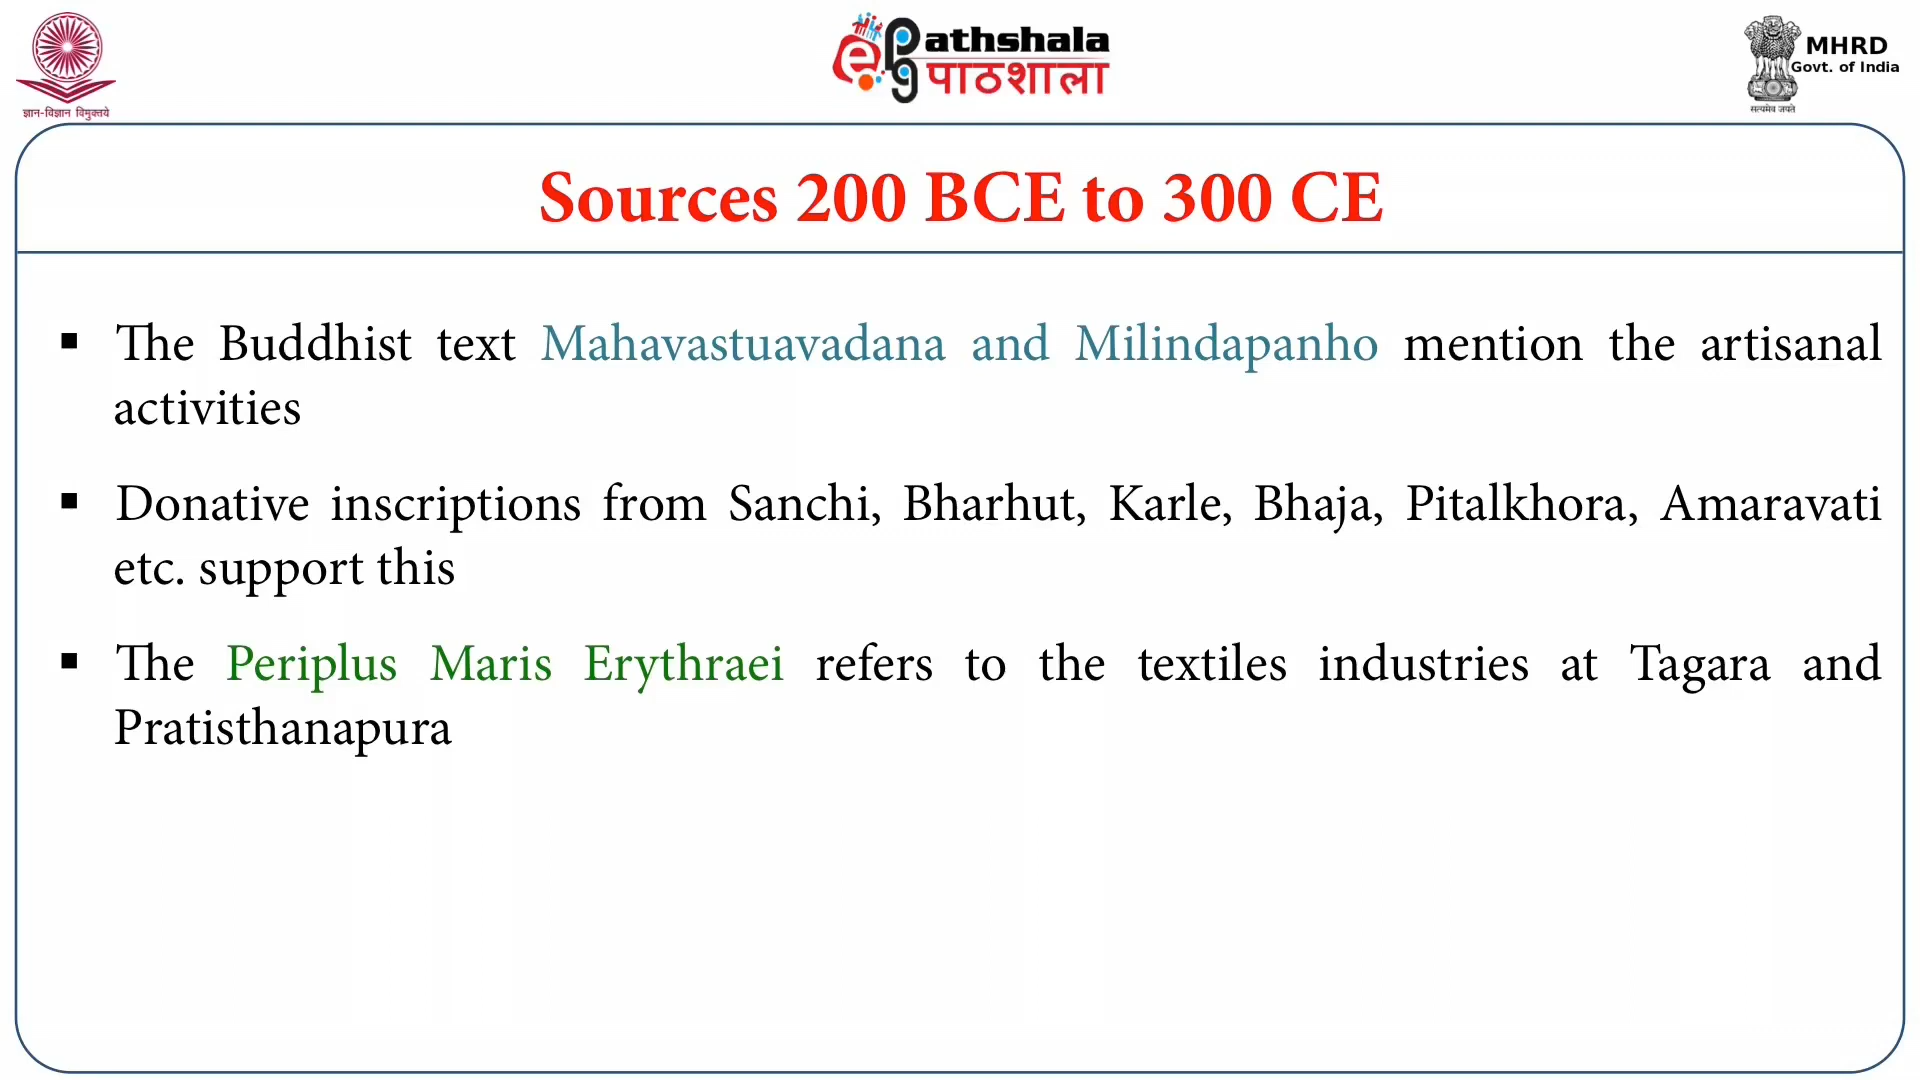 ज्ञान-विज्ञान विमुक्तये
ePG Pathshala
पाठशाला
MHRD
Govt. of India
सत्यमेव जयते
Sources 200 BCE to 300 CE
▪ The Buddhist text Mahavastuavadana and Milindapanho mention the artisanal
activities
▪ Donative inscriptions from Sanchi, Bharhut, Karle, Bhaja, Pitalkhora, Amaravati
etc. support this
▪ The Periplus Maris Erythraei refers to the textiles industries at Tagara and
Pratisthanapura